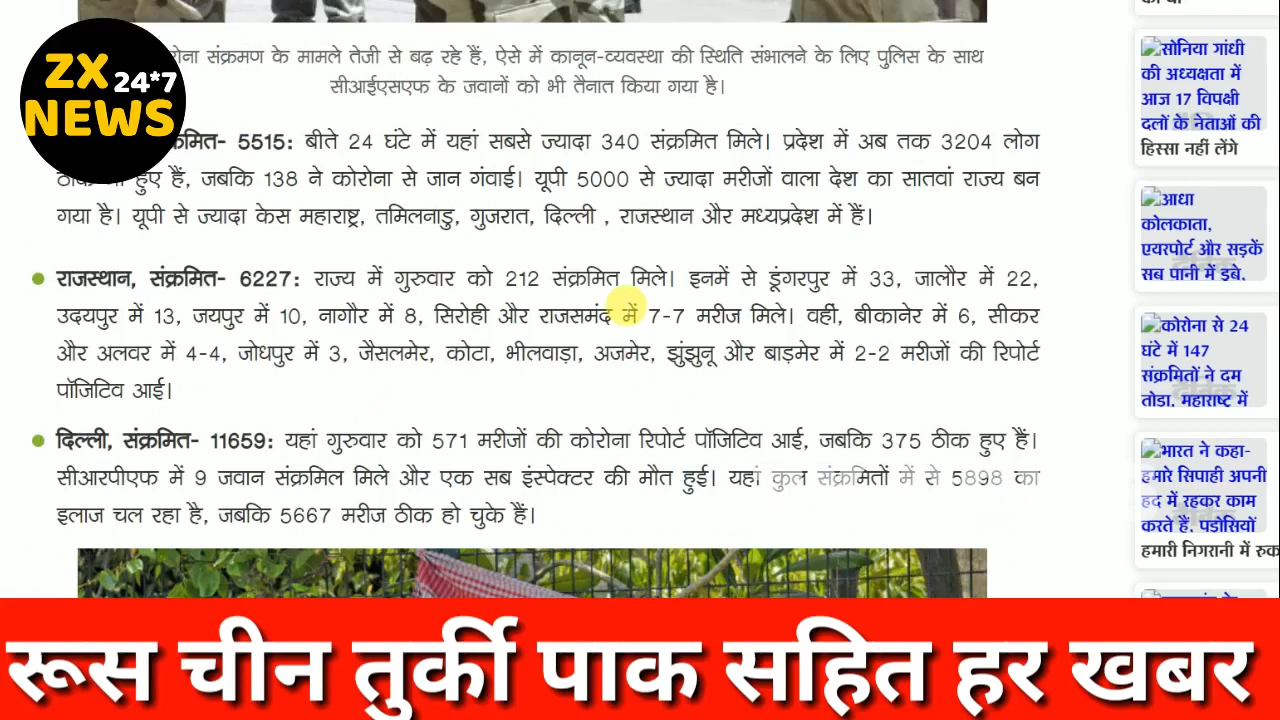 ZX 24*7
NEWS
संक्रमण के मामले तेजी से बढ़ रहे हैं, ऐसे में कानून-व्यवस्था की स्थिति संभालने के लिए पुलिस के साथ
सीआईएसएफ के जवानों को भी तैनात किया गया है।
5515: बीते 24 घंटे में यहां सबसे ज्यादा 340 संक्रमित मिले। प्रदेश में अब तक 3204 लोग
हुए हैं, जबकि 138 ने कोरोना से जान गंवाई। यूपी 5000 से ज्यादा मरीजों वाला देश का सातवां राज्य बन
गया है। यूपी से ज्यादा केस महाराष्ट्र, तमिलनाडु, गुजरात, दिल्ली , राजस्थान और मध्यप्रदेश में हैं।
राजस्थान, संक्रमित- 6227: राज्य में गुरुवार को 212 संक्रमित मिले। इनमें से डूंगरपुर में 33, जालौर में 22,
उदयपुर में 13, जयपुर में 10, नागौर में 8, सिरोही और राजसमंद में 7-7 मरीज मिले। वहीं, बीकानेर में 6, सीकर
और अलवर में 4-4, जोधपुर में 3, जैसलमेर, कोटा, भीलवाड़ा, अजमेर, झुंझुनू और बाड़मेर में 2-2 मरीजों की रिपोर्ट
पॉजिटिव आई।
दिल्ली, संक्रमित- 11659: यहां गुरुवार को 571 मरीजों की कोरोना रिपोर्ट पॉजिटिव आई, जबकि 375 ठीक हुए हैं।
सीआरपीएफ में 9 जवान संक्रमिल मिले और एक सब इंस्पेक्टर की मौत हुई। यहां कुल संक्रमितों में से 5898 का
इलाज चल रहा है, जबकि 5667 मरीज ठीक हो चुके हैं।
सोनिया गांधी
की अध्यक्षता में
आज 17 विपक्षी
दलों के नेताओं की
हिस्सा नहीं लेंगे
आधा
कोलकाता,
एयरपोर्ट और सड़कें
सब पानी में डूबे,
कोरोना से 24
घंटे में 147
संक्रमितों ने दम
तोड़ा, महाराष्ट्र में
भारत ने कहा-
हमारे सिपाही अपनी
हद में रहकर काम
करते हैं, पड़ोसियों
हमारी निगरानी में
रूस चीन तुर्की पाक सहित हर खबर